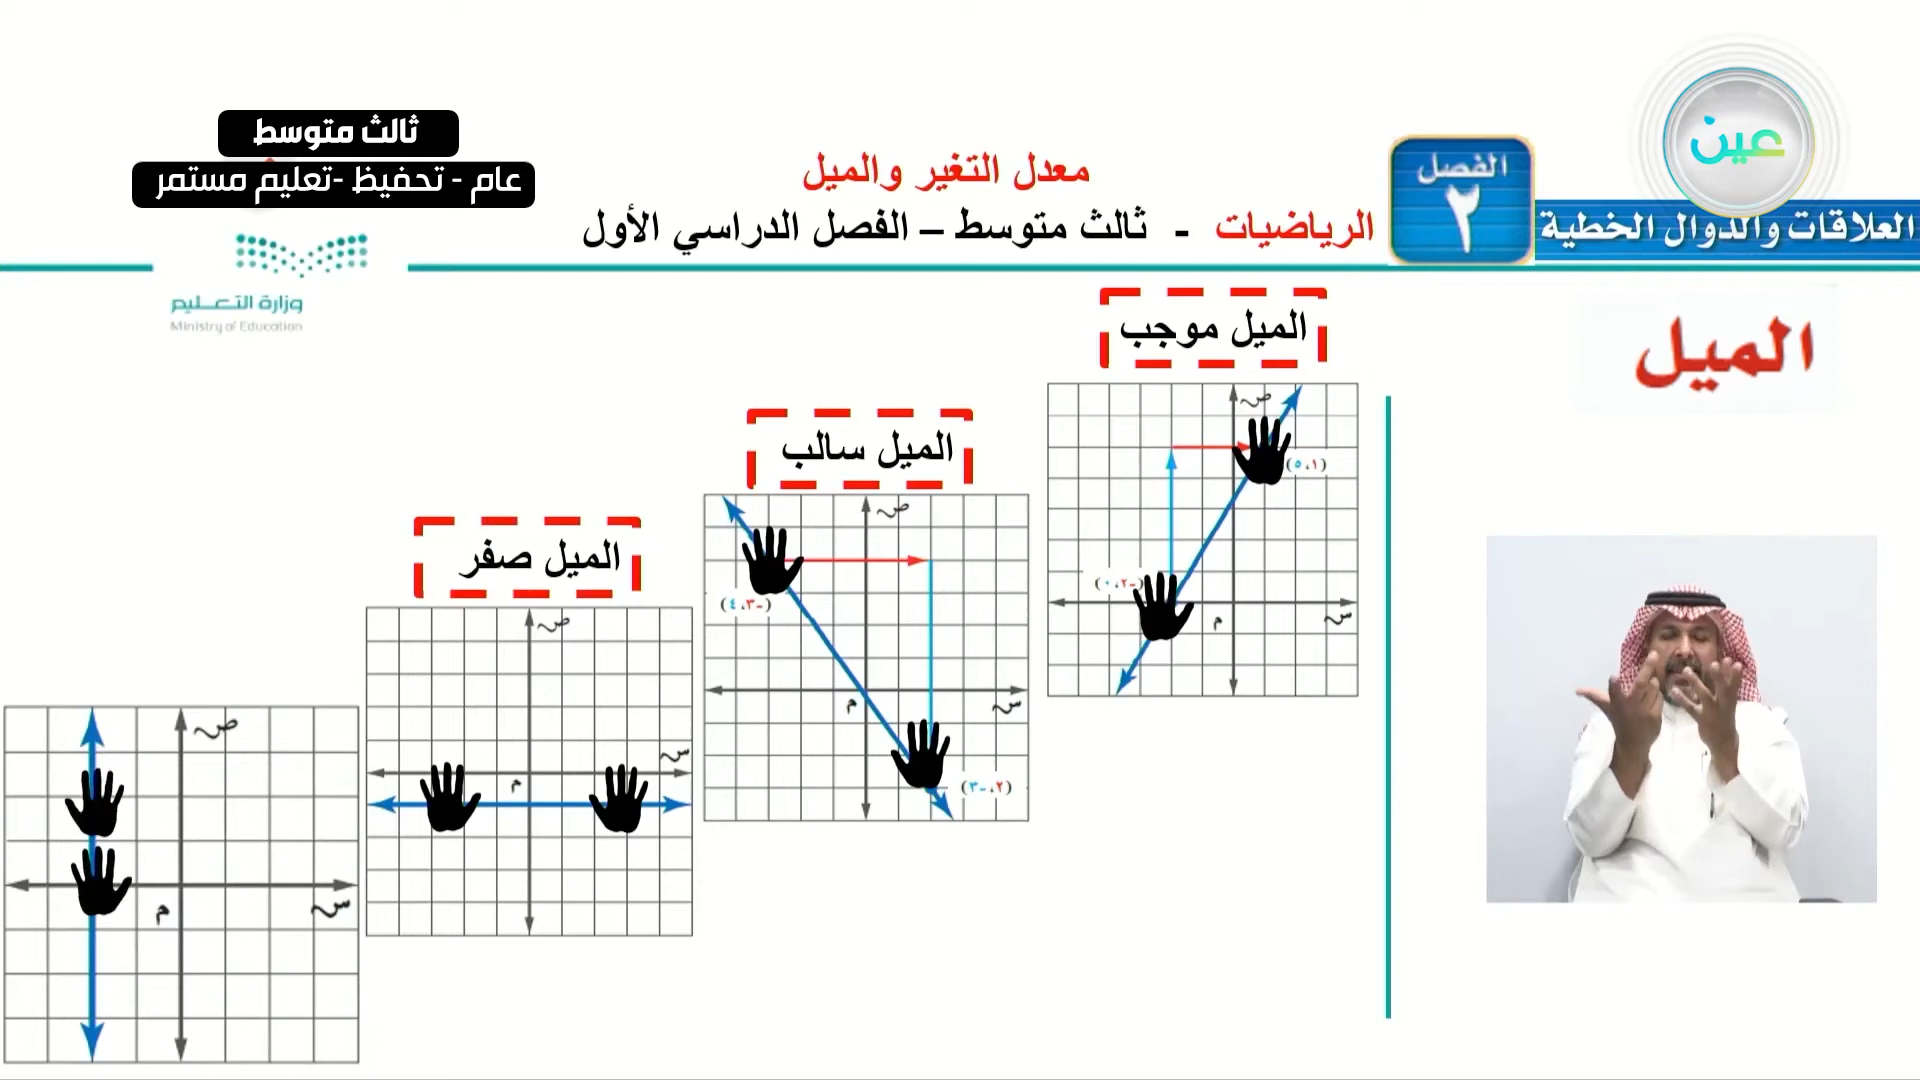 عين
ثالث متوسط
عام - تحفيظ -تعليم مستمر
معدل التغير والميل
الرياضيات - ثالث متوسط – الفصل الدراسي الأول
الفصل
٢
العلاقات والدوال الخطية
وزارة التعليم
Ministry of Education
الميل
الميل موجب
ص
(٥،١)
(-٢،٠)
م
س
الميل سالب
ص
(-٣،٤)
م
س
(٢،-٣)
الميل صفر
ص
س
م
ص
م
س